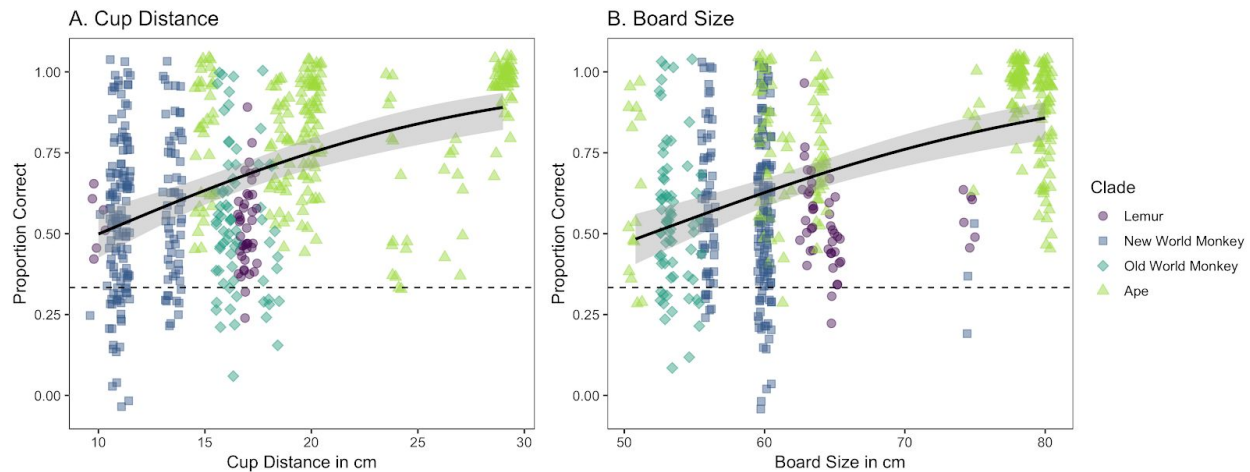 A. Cup Distance
Proportion Correct
1.00
0.75
0.50
0.25
0.00
10 15 20 25 30
Cup Distance in cm
B. Board Size
Proportion Correct
1.00
0.75
0.50
0.25
0.00
50 60 70 80
Board Size in cm
Clade
Lemur
New World Monkey
Old World Monkey
Ape